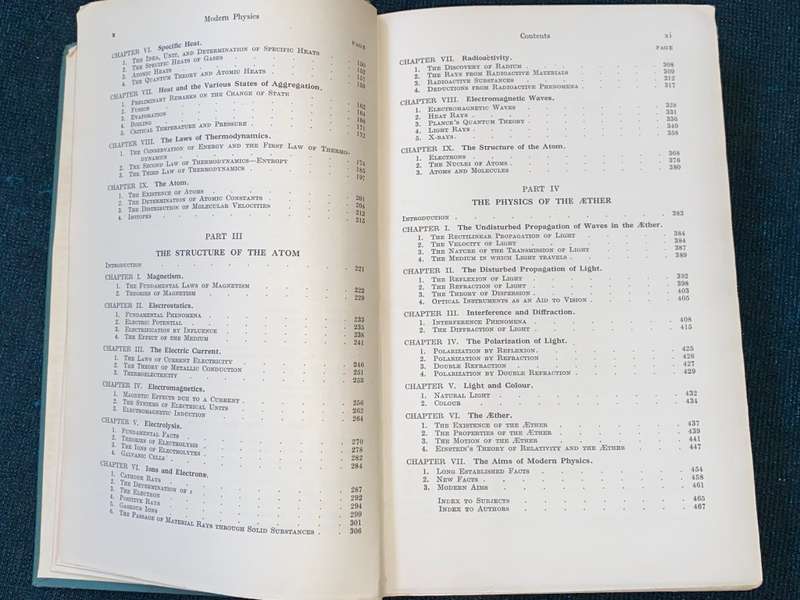 x
Modern Physics
PAGE
CHAPTER VI. Specific Heat.
1. The Idea, Unit, and Determination of Specific Heats
2. The Specific Heats of Gases 150
3. Atomic Heats 152
4. The Quantum Theory and Atomic Heats
CHAPTER VII. Heat and the Various States of Aggregation.
1. Preliminary Remarks on the Change of State
2. Fusion 162
3. Evaporation 164
4. Boiling 166
5. Critical Temperature and Pressure 171
172
CHAPTER VIII. The Laws of Thermodynamics.
1. The Conservation of Energy and the First Law of Thermo-
dynamics 174
2. The Second Law of Thermodynamics—Entropy 185
3. The Third Law of Thermodynamics 197
CHAPTER IX. The Atom.
1. The Existence of Atoms 201
2. The Determination of Atomic Constants 204
3. The Distribution of Molecular Velocities 212
4. Isotopes 215
PART III
THE STRUCTURE OF THE ATOM
Introduction 221
CHAPTER I. Magnetism.
1. The Fundamental Laws of Magnetism 222
2. Theories of Magnetism 229
CHAPTER II. Electrostatics.
1. Fundamental Phenomena 233
2. Electric Potential 235
3. Electrification by Influence 238
4. The Effect of the Medium 241
CHAPTER III. The Electric Current.
1. The Laws of Current Electricity 246
2. The Theory of Metallic Conduction 251
3. Thermoelectricity 253
CHAPTER IV. Electromagnetics.
1. Magnetic Effects due to a Current 256
2. The Systems of Electrical Units 262
3. Electromagnetic Induction 264
CHAPTER V. Electrolysis.
1. Fundamental Facts 270
2. Theories of Electrolysis 278
3. The Ions of Electrolytes 282
4. Galvanic Cells 284
CHAPTER VI. Ions and Electrons
1. Cathode Rays 287
2. The Determination of 292
3. The Electron 294
4. Positive Rays 299
5. Gaseous Ions 301
6. The Passage of Material Rays through Solid Substances 306
Contents
xi
PAGE
CHAPTER VII. Radioactivity.
1. The Discovery of Radium 308
2. The Rays from Radioactive Materials 309
3. Radioactive Substances 312
4. Deductions from Radioactive Phenomena 317
CHAPTER VIII. Electromagnetic Waves.
1. Electromagnetic Waves 328
2. Heat Rays 331
3. Planck's Quantum Theory 336
4. Light Rays 349
5. X-rays 358
CHAPTER IX. The Structure of the Atom.
1. Electrons 368
2. The Nuclei of Atoms 376
3. Atoms and Molecules 380
PART IV
THE PHYSICS OF THE ÆTHER
Introduction 383
CHAPTER I. The Undisturbed Propagation of Waves in the Æther.
1. The Rectilinear Propagation of Light 384
2. The Velocity of Light 384
3. The Nature of the Transmission of Light 387
4. The Medium in which Light travels 389
CHAPTER II. The Disturbed Propagation of Light.
1. The Reflexion of Light 392
2. The Refraction of Light 398
3. The Theory of Dispersion 403
4. Optical Instruments as an Aid to Vision 405
CHAPTER III. Interference and Diffraction.
1. Interference Phenomena 408
2. The Diffraction of Light 415
CHAPTER IV. The Polarization of Light.
1. Polarization by Reflexion 425
2. Polarization by Refraction 426
3. Double Refraction 427
4. Polarization by Double Refraction 429
CHAPTER V. Light and Colour.
1. Natural Light 432
2. Colour 434
CHAPTER VI. The Æther.
1. The Existence of the Æther 437
2. The Properties of the Æther 439
3. The Motion of the Æther 441
4. Einstein's Theory of Relativity and the Æther 447
CHAPTER VII. The Aims of Modern Physics.
1. Long Established Facts 454
2. New Facts 458
3. Modern Aims 461
Index to Subjects 465
Index to Authors 467